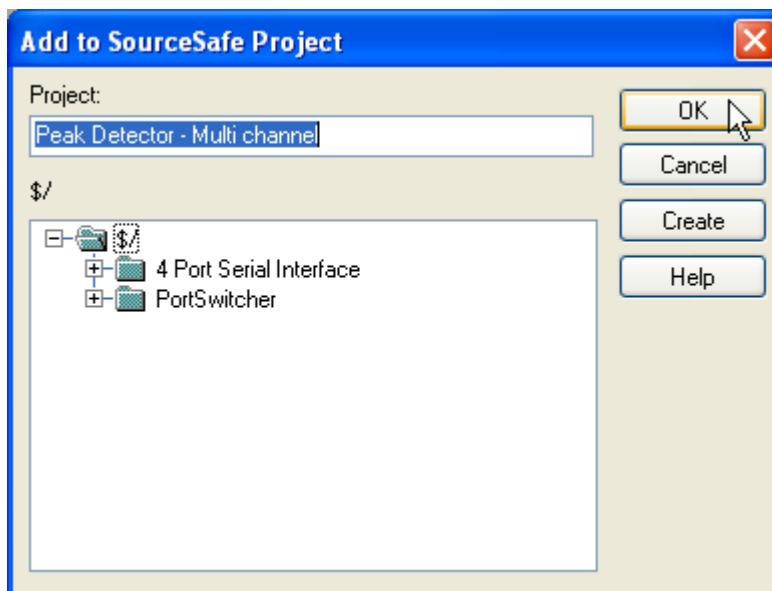 Add to SourceSafe Project
Project:
Peak Detector - Multi channel
$/
$/
4 Port Serial Interface
PortSwitcher
OK
Cancel
Create
Help